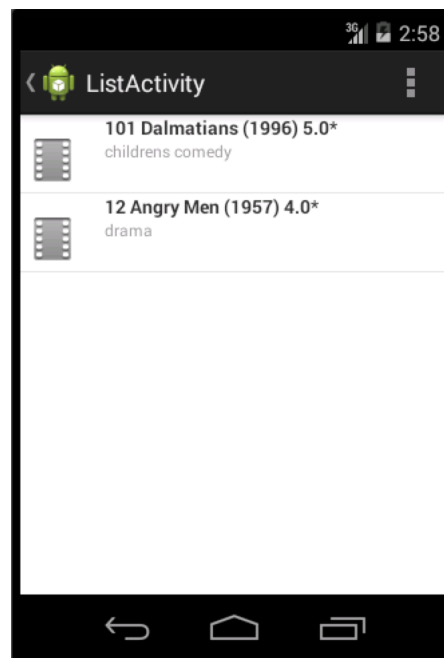 3G 2:58
ListActivity
101 Dalmatians (1996) 5.0*
childrens comedy
12 Angry Men (1957) 4.0*
drama